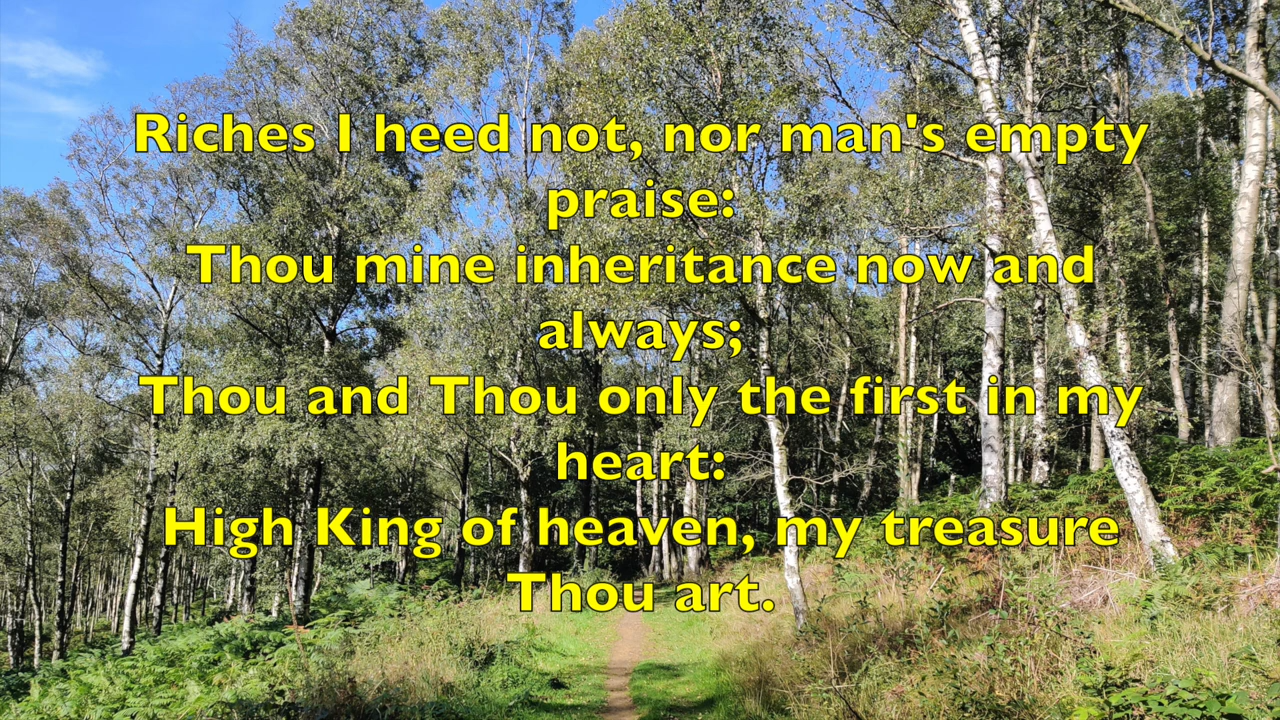 Riches I heed not, nor man's empty
praise:
Thou mine inheritance now and
always;
Thou and Thou only the first in my
heart:
High King of heaven, my treasure
Thou art.